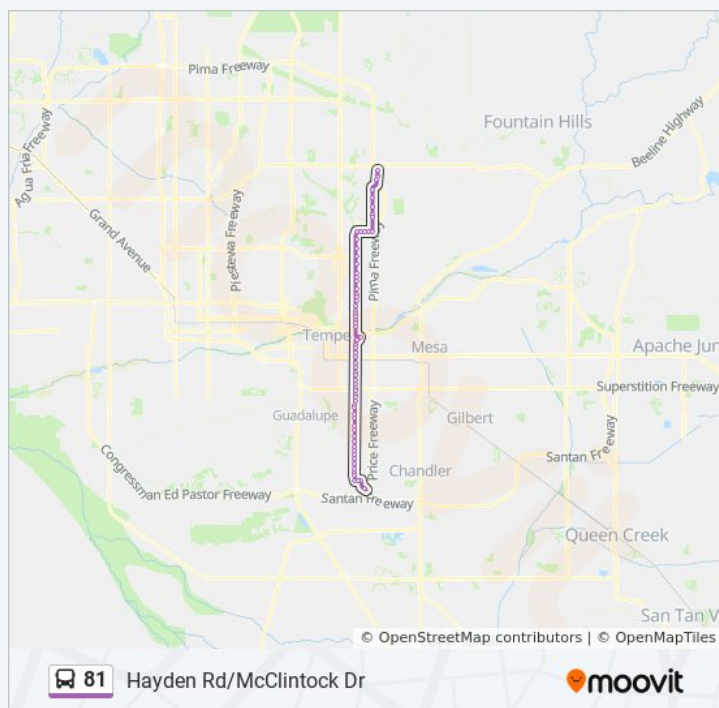 Pima Freeway
Fountain Hills
Beeline Highway
Agua Fria Freeway
Grand Avenue
Piestewa Freeway
Pima Freeway
Tempe
Mesa
Apache Jun
Superstition Freeway
Guadalupe
Gilbert
Price Freeway
Santan Freeway
Chandler
Congressman Ed Pastor Freeway
Santan Freeway
Queen Creek
San Tan V
© OpenStreetMap contributors | © OpenMapTiles
81 Hayden Rd/McClintock Dr
moovit